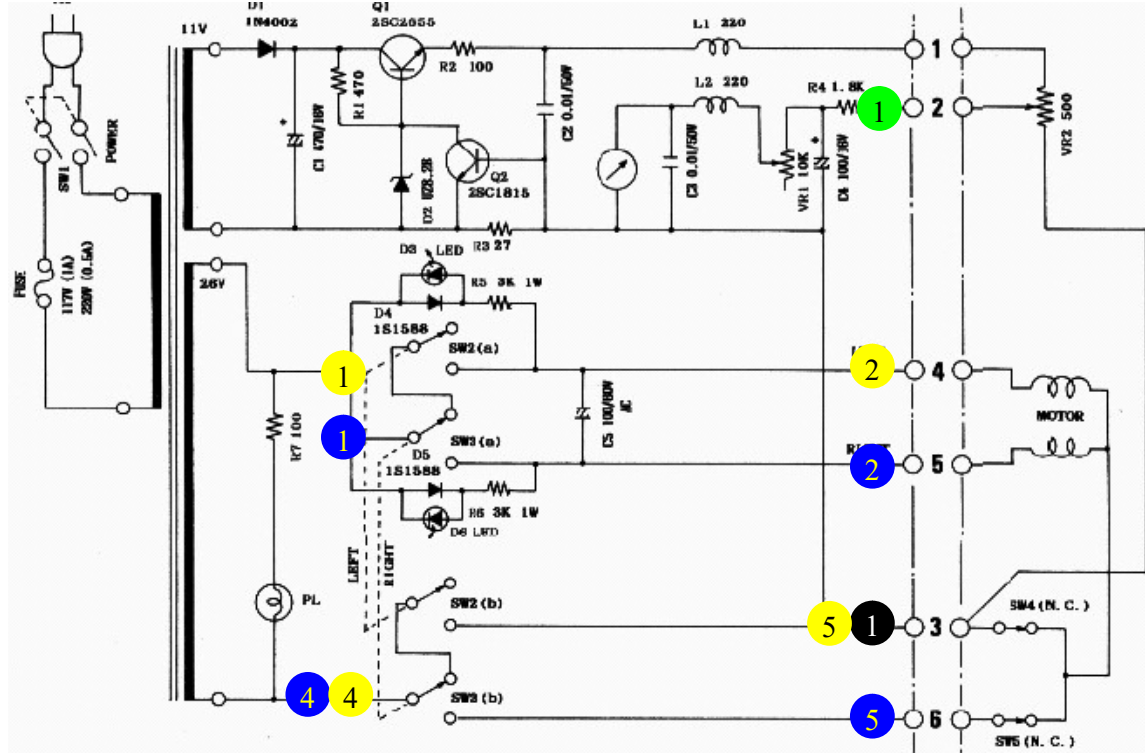 11V
D1
1N4002
Q1
2SC2655
R2 100
R1 470
C1 470/16V
+
D2 UZ8.2B
Q2
2SC1815
R3 27
C2 0.01/50V
L1 220
L2 220
C3 0.01/50V
VR1 10K
R4 1.8K
+
C4 100/16V
1
1
2
VR2 500
POWER
SW1
FUSE
117V (1A)
220V (0.5A)
26V
D3 LED
R5 3K 1W
D4
1S1588
SW2(a)
1
2
4
R7 100
1
SW3(a)
C5 100/80V
AC
MOTOR
D5
1S1588
2
5
R6 3K 1W
D6 LED
LEFT
RIGHT
PL
SW2(b)
5
1
3
SW4(N.C.)
4
4
SW3(b)
5
6
SW5(N.C.)